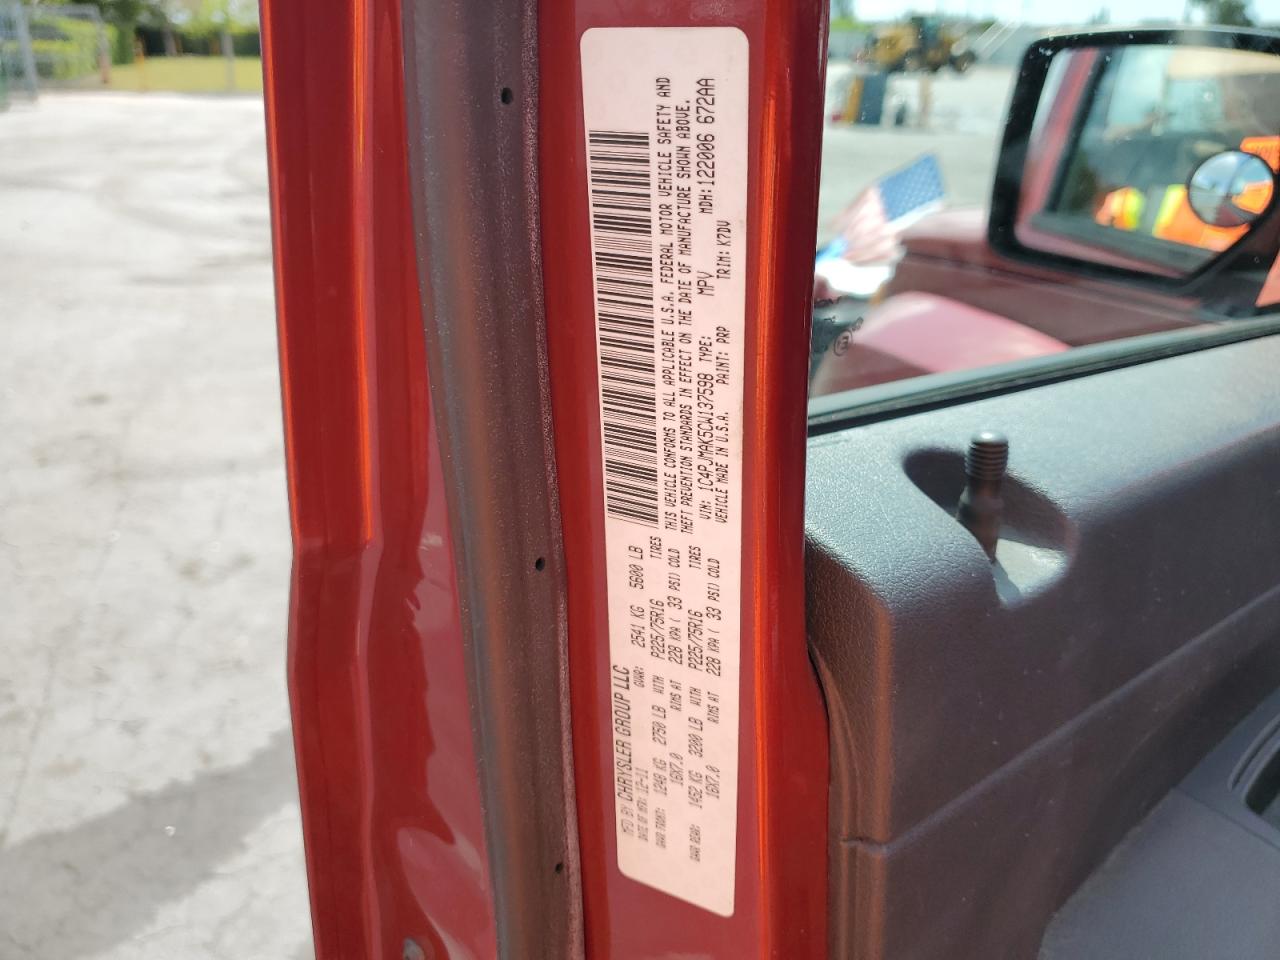 MFD BY CHRYSLER GROUP LLC
DATE OF MFR: 12-11 GVWR: 2541 KG 5600 LB
GAWR FRONT: 1248 KG 2750 LB WITH P225/75R16 TIRES
16X7.0 RIMS AT 228 KPA ( 33 PSI) COLD
GAWR REAR: 1452 KG 3200 LB WITH P225/75R16 TIRES
16X7.0 RIMS AT 228 KPA ( 33 PSI) COLD
THIS VEHICLE CONFORMS TO ALL APPLICABLE U.S.A. FEDERAL MOTOR VEHICLE SAFETY AND
THEFT PREVENTION STANDARDS IN EFFECT ON THE DATE OF MANUFACTURE SHOWN ABOVE.
VIN: 1C4PJMAK5CW137598 TYPE: MPV MDH: 122006 672AA
VEHICLE MADE IN U.S.A. PAINT: PRP TRIM: K7DV